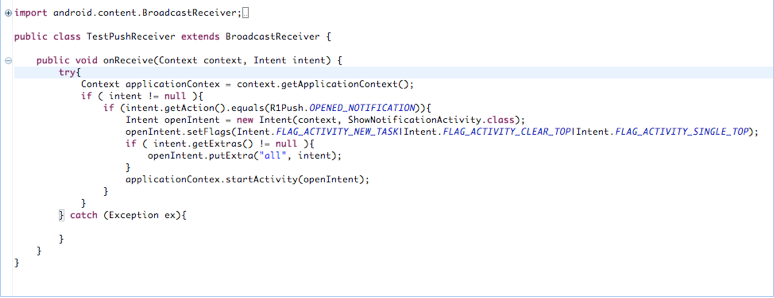 import android.content.BroadcastReceiver;
public class TestPushReceiver extends BroadcastReceiver {
public void onReceive(Context context, Intent intent) {
try{
Context applicationContex = context.getApplicationContext();
if ( intent != null ){
if (intent.getAction().equals(R1Push.OPENED_NOTIFICATION)){
Intent openIntent = new Intent(context, ShowNotificationActivity.class);
openIntent.setFlags(Intent.FLAG_ACTIVITY_NEW_TASK|Intent.FLAG_ACTIVITY_CLEAR_TOP|Intent.FLAG_ACTIVITY_SINGLE_TOP);
if ( intent.getExtras() != null ){
openIntent.putExtra("all", intent);
}
applicationContex.startActivity(openIntent);
}
}
} catch (Exception ex){
}
}
}